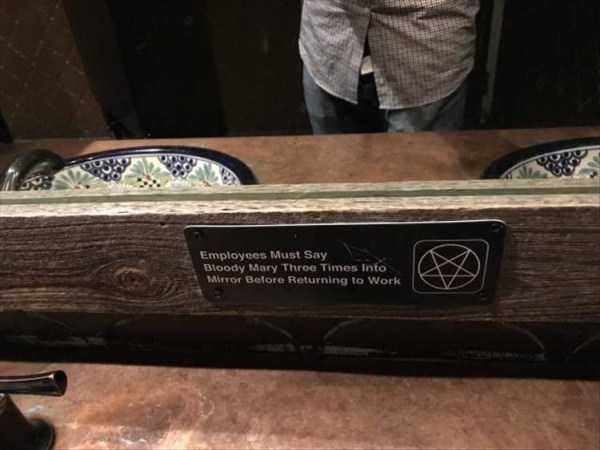 Employees Must Say
Bloody Mary Three Times Into
Mirror Before Returning to Work